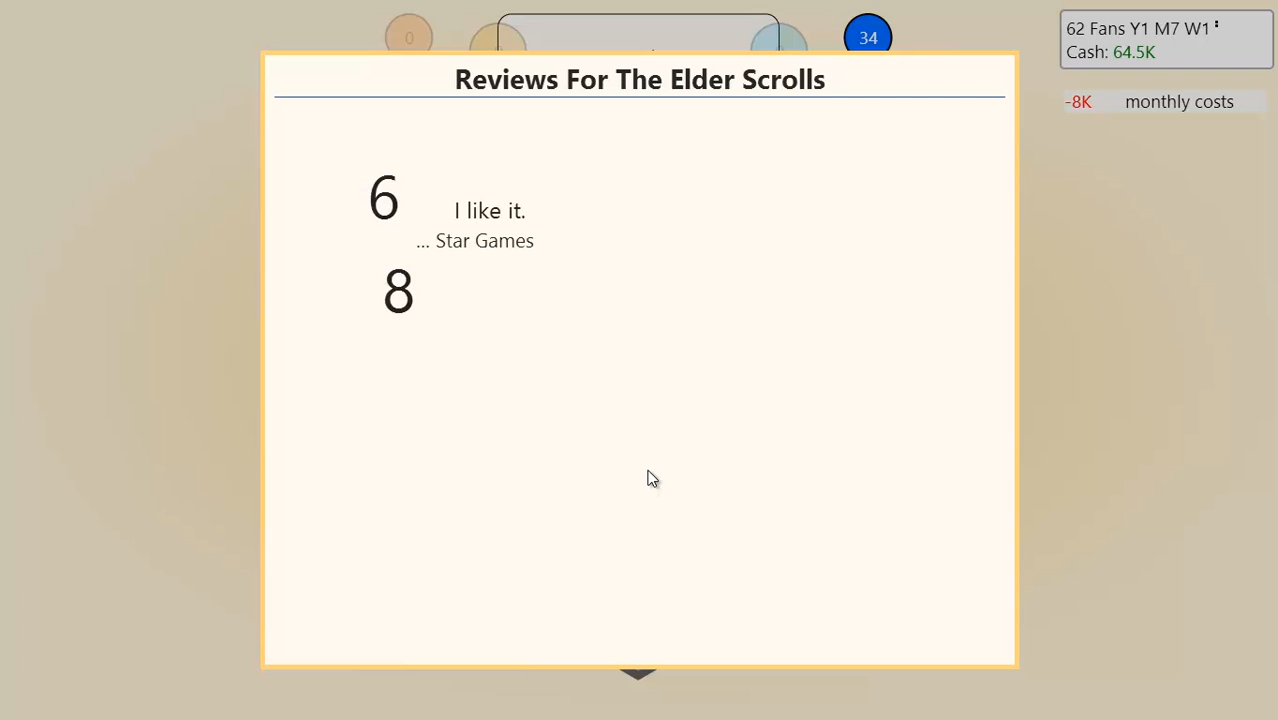 0
34
62 Fans Y1 M7 W1
Cash: 64.5K
-8K monthly costs
Reviews For The Elder Scrolls
6 I like it.
... Star Games
8